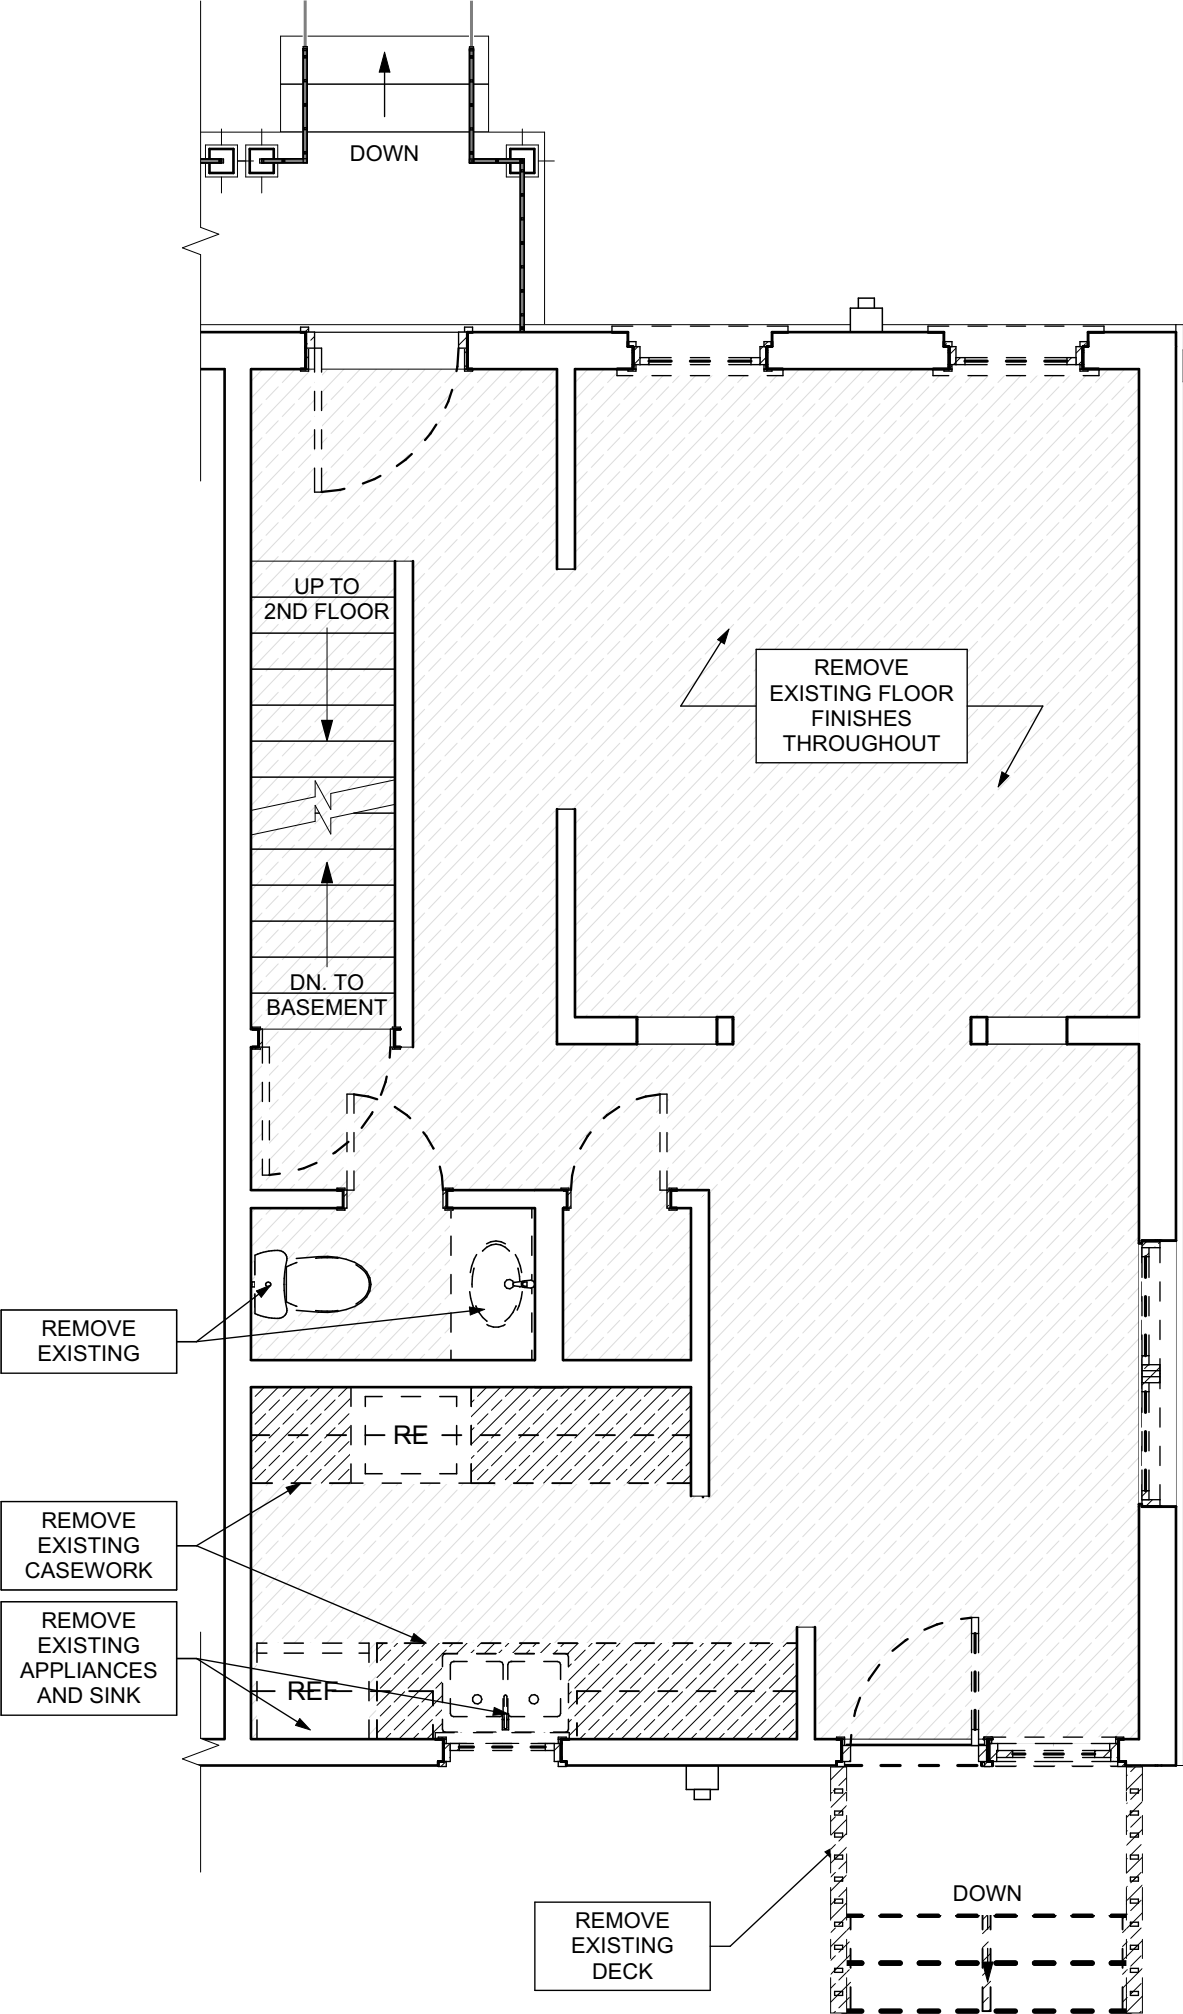 DOWN
UP TO
2ND FLOOR
REMOVE
EXISTING FLOOR
FINISHES
THROUGHOUT
DN. TO
BASEMENT
REMOVE
EXISTING
RE
REMOVE
EXISTING
CASEWORK
REMOVE
EXISTING
APPLIANCES
AND SINK
REF
DOWN
REMOVE
EXISTING
DECK